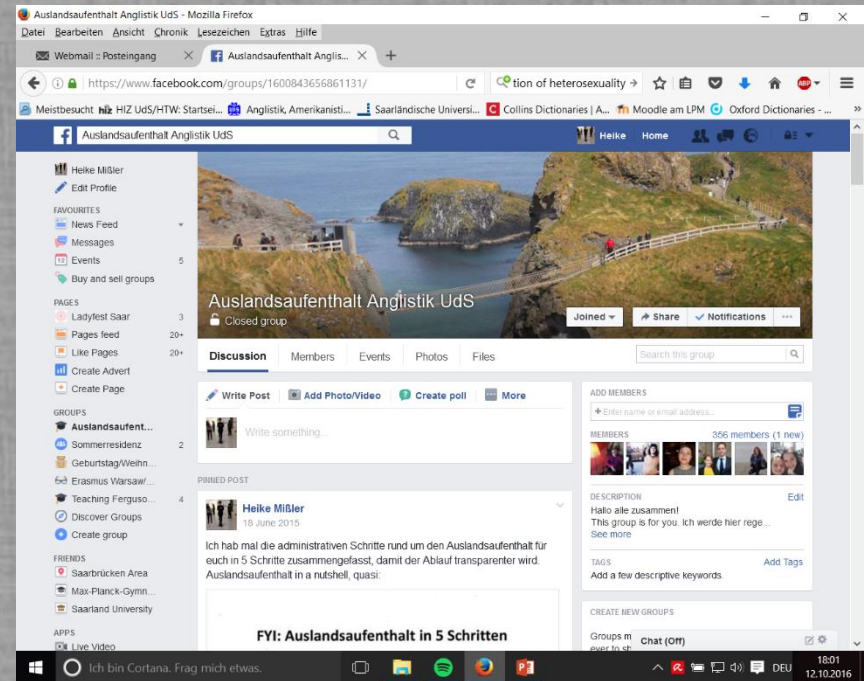 Auslandsaufenthalt Anglistik UdS - Mozilla Firefox
Datei Bearbeiten Ansicht Chronik Lesezeichen Extras Hilfe
Webmail :: Posteingang
Auslandsaufenthalt Anglis...
https://www.facebook.com/groups/1600843656861131/
tion of heterosexuality
ABP
Meistbesucht
hiz HIZ UdS/HTW: Startsei...
Anglistik, Amerikanisti...
Saarländische Universi...
Collins Dictionaries | A...
Moodle am LPM
Oxford Dictionaries - ...
Auslandsaufenthalt Anglistik UdS
Heike Home
Heike Mißler
Edit Profile
FAVOURITES
News Feed
Messages
Events 5
Buy and sell groups
PAGES
Ladyfest Saar 3
Pages feed 20+
Like Pages 20+
Create Advert
Create Page
GROUPS
Auslandsaufent...
Sommerresidenz 2
Geburtstag/Weihn...
Erasmus Warsaw/...
Teaching Ferguso... 4
Discover Groups
Create group
FRIENDS
Saarbrücken Area
Max-Planck-Gymn...
Saarland University
APPS
Live Video
Auslandsaufenthalt Anglistik UdS
Closed group
Joined Share Notifications
Discussion Members Events Photos Files
Search this group
Write Post Add Photo/Video Create poll More
Write something...
PINNED POST
Heike Mißler
18 June 2015
Ich hab mal die administrativen Schritte rund um den Auslandsaufenthalt für
euch in 5 Schritte zusammengefasst, damit der Ablauf transparenter wird.
Auslandsaufenthalt in a nutshell, quasi:
FYI: Auslandsaufenthalt in 5 Schritten
ADD MEMBERS
+ Enter name or email address...
MEMBERS 356 members (1 new)
DESCRIPTION Edit
Hallo alle zusammen!
This group is for you. Ich werde hier rege...
See more
TAGS Add Tags
Add a few descriptive keywords.
CREATE NEW GROUPS
Groups m
Chat (Off)
Ich bin Cortana. Frag mich etwas.
DEU
18:01
12.10.2016